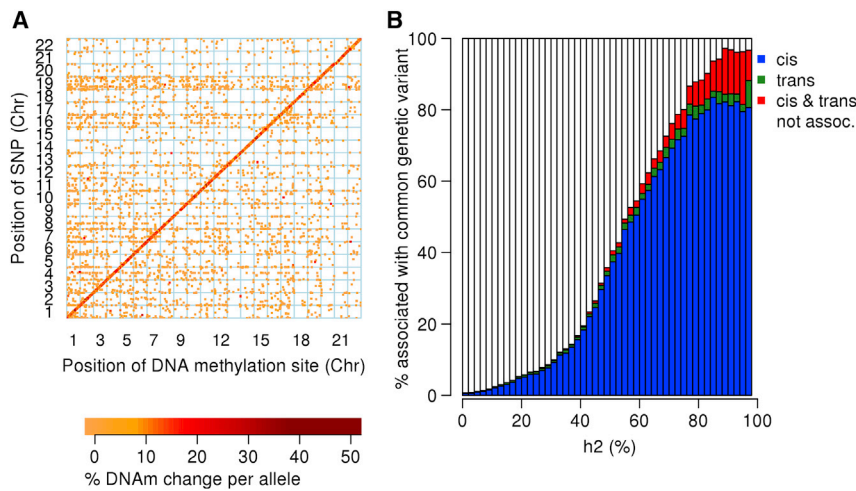 A
Position of SNP (Chr)
22
21
20
19
18
17
16
15
14
13
12
11
10
9
8
7
6
5
4
3
2
1
1 3 5 7 9 12 15 18 21
Position of DNA methylation site (Chr)
0 10 20 30 40 50
% DNAm change per allele
B
% associated with common genetic variant
100
80
60
40
20
0
0 20 40 60 80 100
h2 (%)
cis
trans
cis & trans
not assoc.